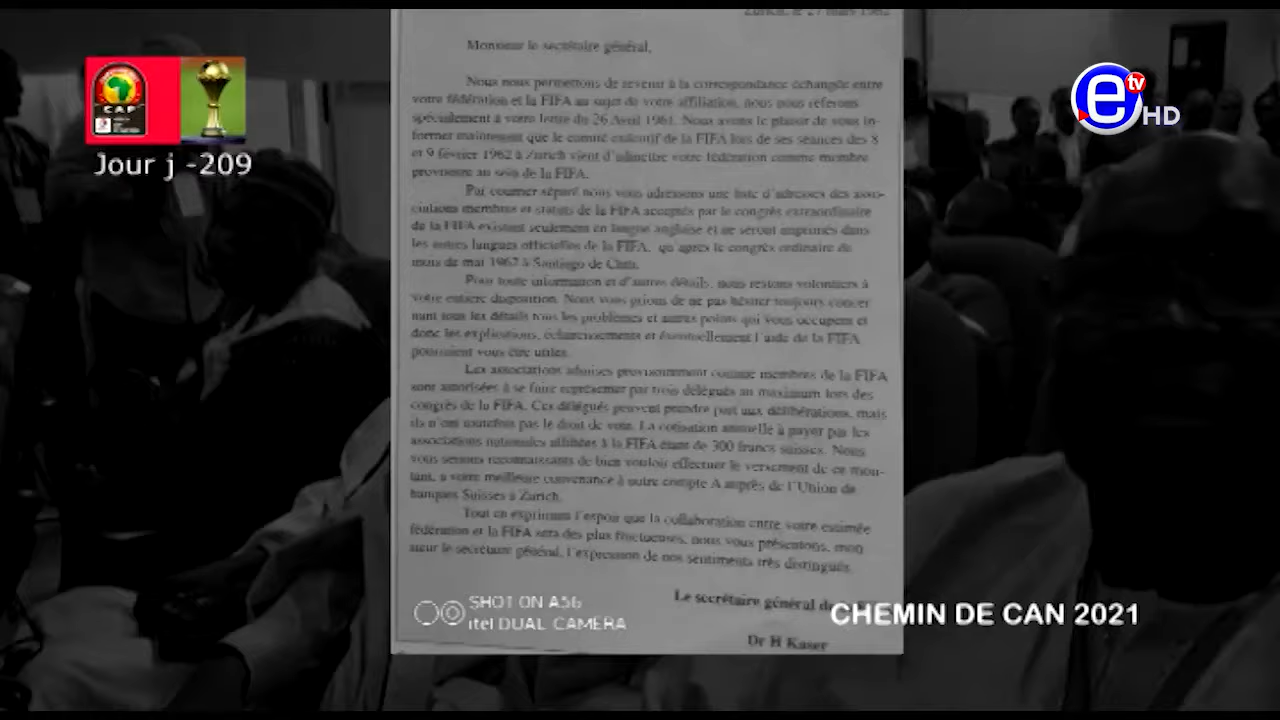 Zurich, le 27 mars 1962
Monsieur le secrétaire général,
Nous nous permettons de revenir à la correspondance échangée entre
votre fédération et la FIFA au sujet de votre affiliation, nous nous référons
spécialement à votre lettre du 26 Avril 1961. Nous avons le plaisir de vous in-
former maintenant que le comité exécutif de la FIFA lors de ses séances des 8
et 9 février 1962 à Zurich vient d'admettre votre fédération comme membre
provisoire au sein de la FIFA.
Par courrier séparé nous vous adressons une liste d'adresses des asso-
ciations membres et statuts de la FIFA acceptés par le congrès extraordinaire
de la FIFA existant seulement en langue anglaise et ne seront imprimés dans
les autres langues officielles de la FIFA, qu'après le congrès ordinaire du
mois de mai 1962 à Santiago de Chili.
Pour toute information et d'autres détails, nous restons volontiers à
votre entière disposition. Nous vous prions de ne pas hésiter toujours concer
nant tous les détails tous les problèmes et autres points qui vous occupent et
donc les explications, éclaircissements et éventuellement l'aide de la FIFA
pourraient vous être utiles.
Les associations admises provisoirement comme membres de la FIFA
sont autorisées à se faire représenter par trois délégués au maximum lors des
congrès de la FIFA. Ces délégués peuvent prendre part aux délibérations, mais
ils n'ont toutefois pas le droit de vote. La cotisation annuelle à payer par les
associations nationales affiliées à la FIFA étant de 300 francs suisses. Nous
vous serions reconnaissants de bien vouloir effectuer le versement de ce mon-
tant, à votre meilleure convenance à notre compte A auprès de l'Union de
banques Suisses à Zurich.
Tout en exprimant l'espoir que la collaboration entre votre estimée
fédération et la FIFA sera des plus fructueuses, nous vous présentons, mon
sieur le secrétaire général, l'expression de nos sentiments très distingués.
Le secrétaire général de
Dr H Kaser
SHOT ON A56
itel DUAL CAMERA
CAF
Jour j -209
e tv HD
CHEMIN DE CAN 2021